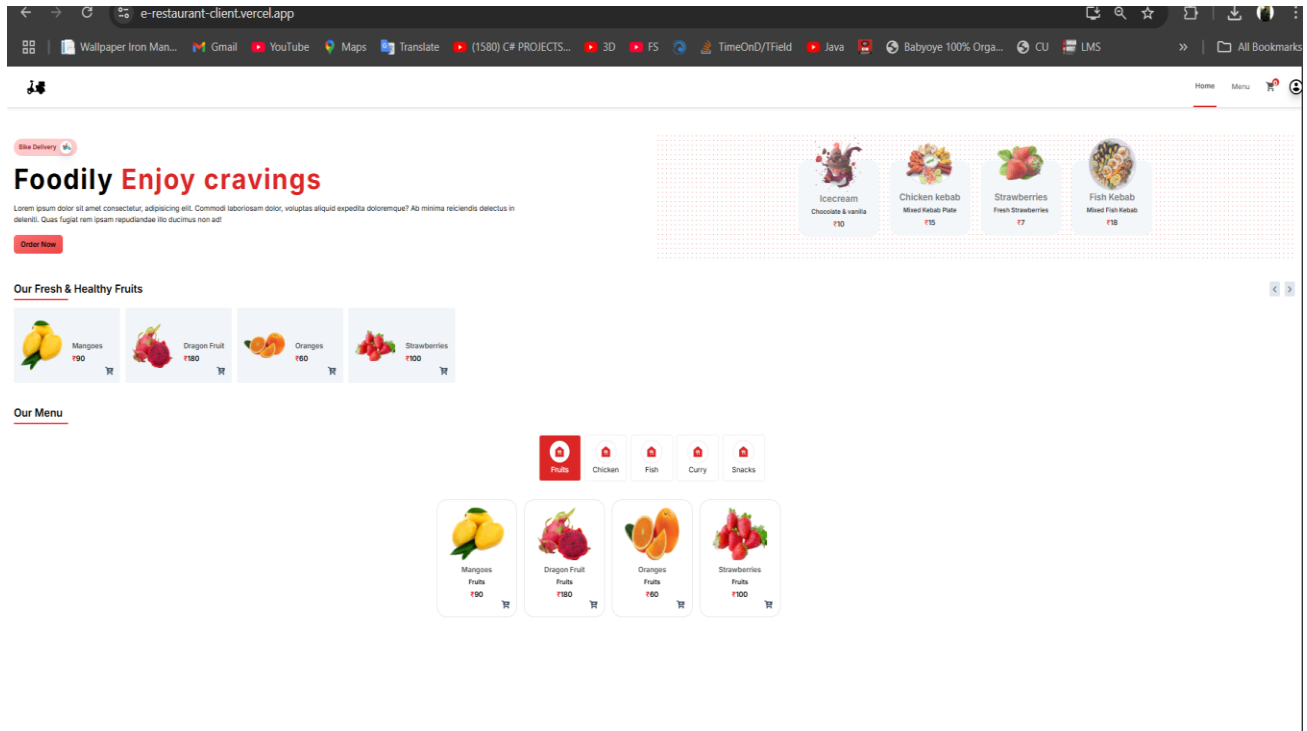 e-restaurant-client.vercel.app
Wallpaper Iron Man... Gmail YouTube Maps Translate (1580) C# PROJECTS... 3D FS TimeOnD/TField Java Babyoye 100% Orga... CU LMS » All Bookmarks
Home Menu 0
Bike Delivery
Foodily Enjoy cravings
Lorem ipsum dolor sit amet consectetur, adipisicing elit. Commodi laboriosam dolor, voluptas aliquid expedita doloremque? Ab minima reiciendis delectus in
deleniti. Quas fugiat rem ipsam repudiandae illo ducimus non ad!
Order Now
Icecream
Chocolate & vanilla
₹10
Chicken kebab
Mixed Kebab Plate
₹15
Strawberries
Fresh Strawberries
₹7
Fish Kebab
Mixed Fish Kebab
₹18
Our Fresh & Healthy Fruits
Mangoes
₹90
Dragon Fruit
₹180
Oranges
₹60
Strawberries
₹100
Our Menu
Fruits Chicken Fish Curry Snacks
Mangoes
Fruits
₹90
Dragon Fruit
Fruits
₹180
Oranges
Fruits
₹60
Strawberries
Fruits
₹100